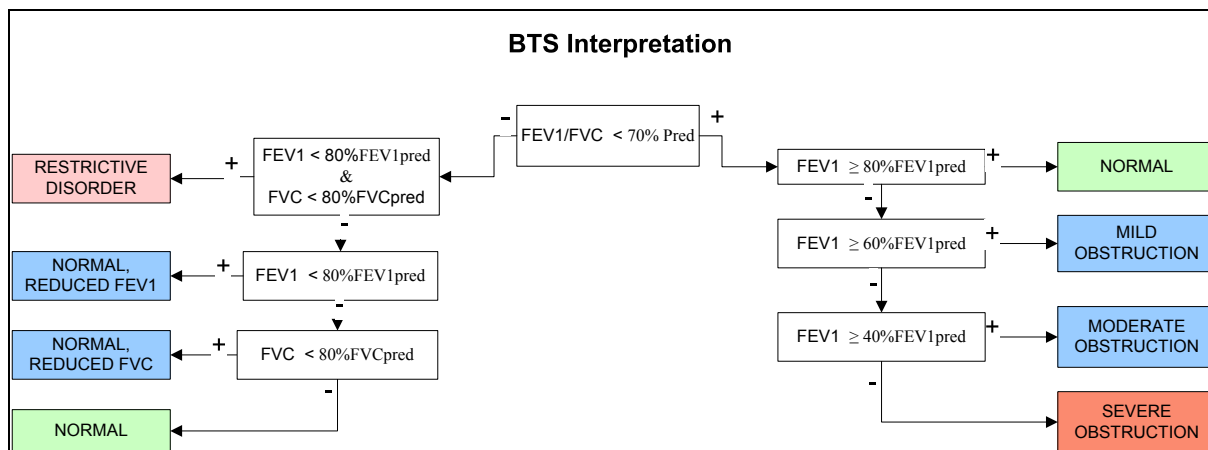 BTS Interpretation
-
+
FEV1/FVC < 70% Pred
+
FEV1 < 80%FEV1pred
&
FVC < 80%FVCpred
RESTRICTIVE
DISORDER
-
+
FEV1 < 80%FEV1pred
NORMAL,
REDUCED FEV1
-
+
FVC < 80%FVCpred
NORMAL,
REDUCED FVC
-
NORMAL
FEV1 ≥ 80%FEV1pred
+
NORMAL
-
FEV1 ≥ 60%FEV1pred
+
MILD
OBSTRUCTION
-
FEV1 ≥ 40%FEV1pred
+
MODERATE
OBSTRUCTION
-
SEVERE
OBSTRUCTION